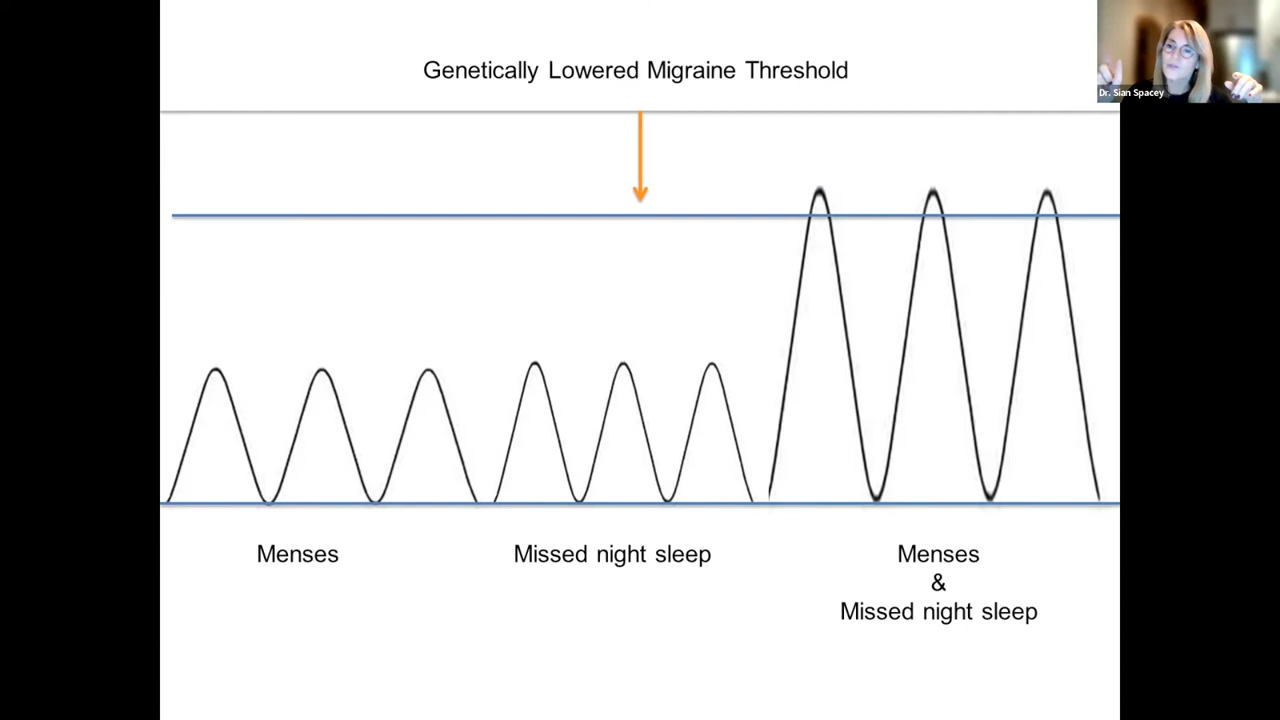 Genetically Lowered Migraine Threshold
Dr. Sian Spacey
Menses
Missed night sleep
Menses
&
Missed night sleep